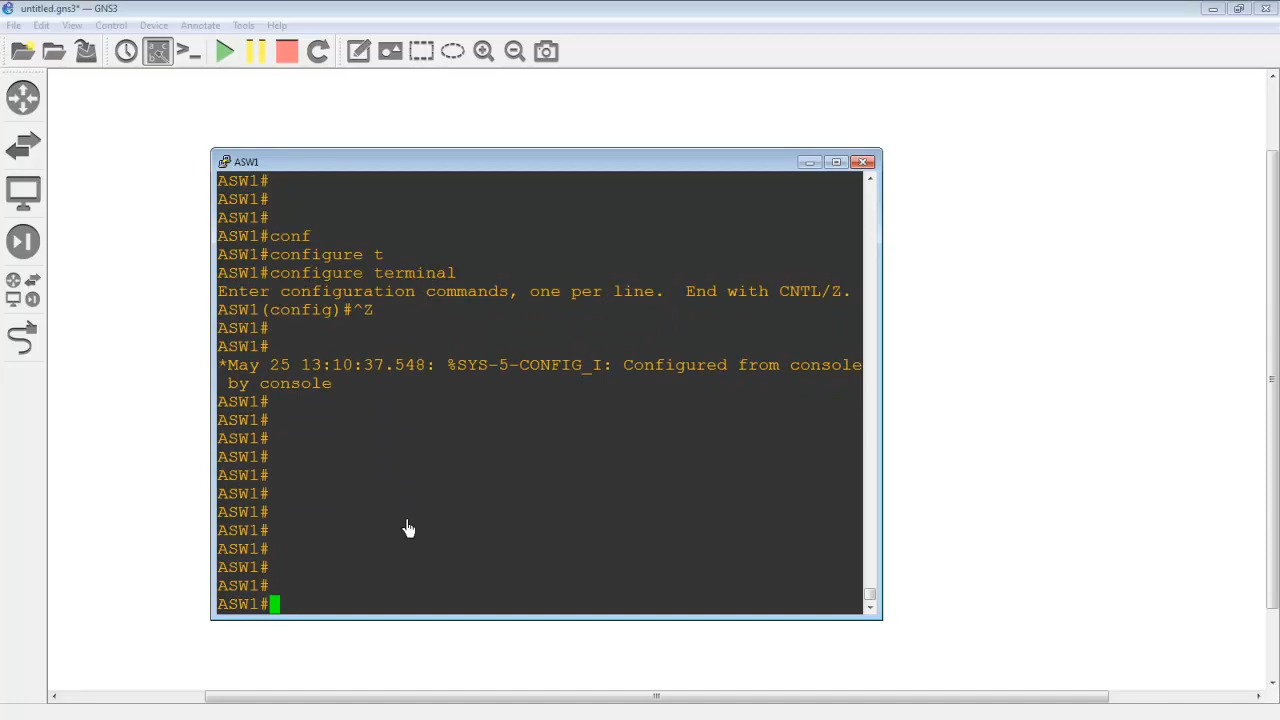 untitled.gns3* — GNS3
File Edit View Control Device Annotate Tools Help
ASW1
ASW1#
ASW1#
ASW1#
ASW1#conf
ASW1#configure t
ASW1#configure terminal
Enter configuration commands, one per line.  End with CNTL/Z.
ASW1(config)#^Z
ASW1#
ASW1#
*May 25 13:10:37.548: %SYS-5-CONFIG_I: Configured from console
 by console
ASW1#
ASW1#
ASW1#
ASW1#
ASW1#
ASW1#
ASW1#
ASW1#
ASW1#
ASW1#
ASW1#
ASW1#